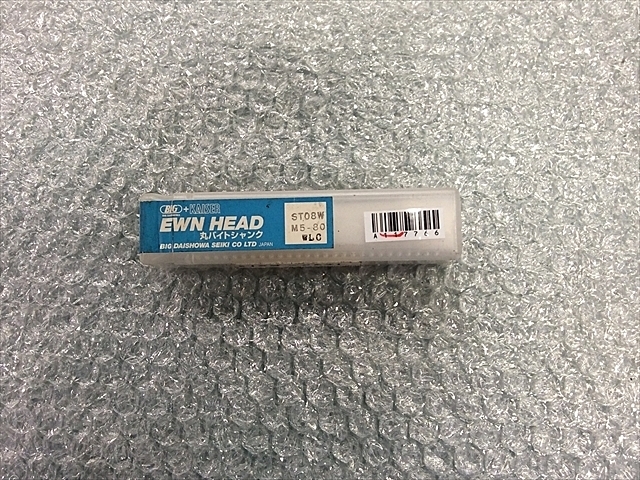 BIG+KAISER
EWN HEAD
丸バイトシャンク
BIG DAISHOWA SEIKI CO LTD JAPAN
ST08W
M5-80
WLC
A117766